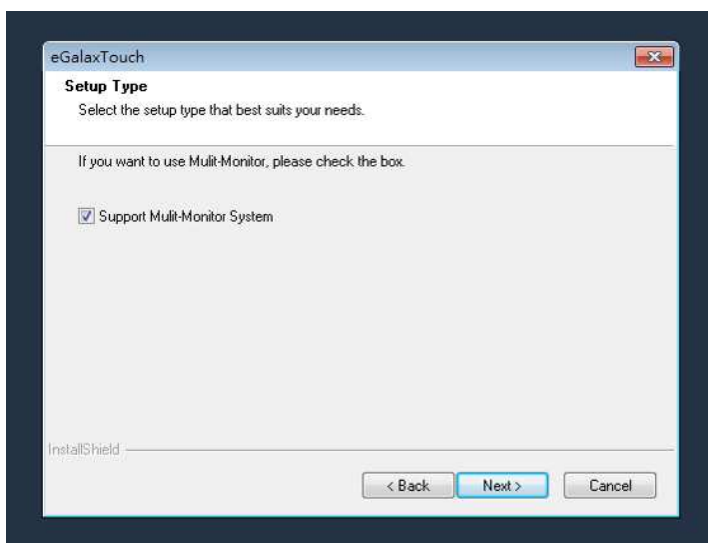 eGalaxTouch
Setup Type
Select the setup type that best suits your needs.
If you want to use Mulit-Monitor, please check the box.
Support Mulit-Monitor System
InstallShield
< Back Next > Cancel